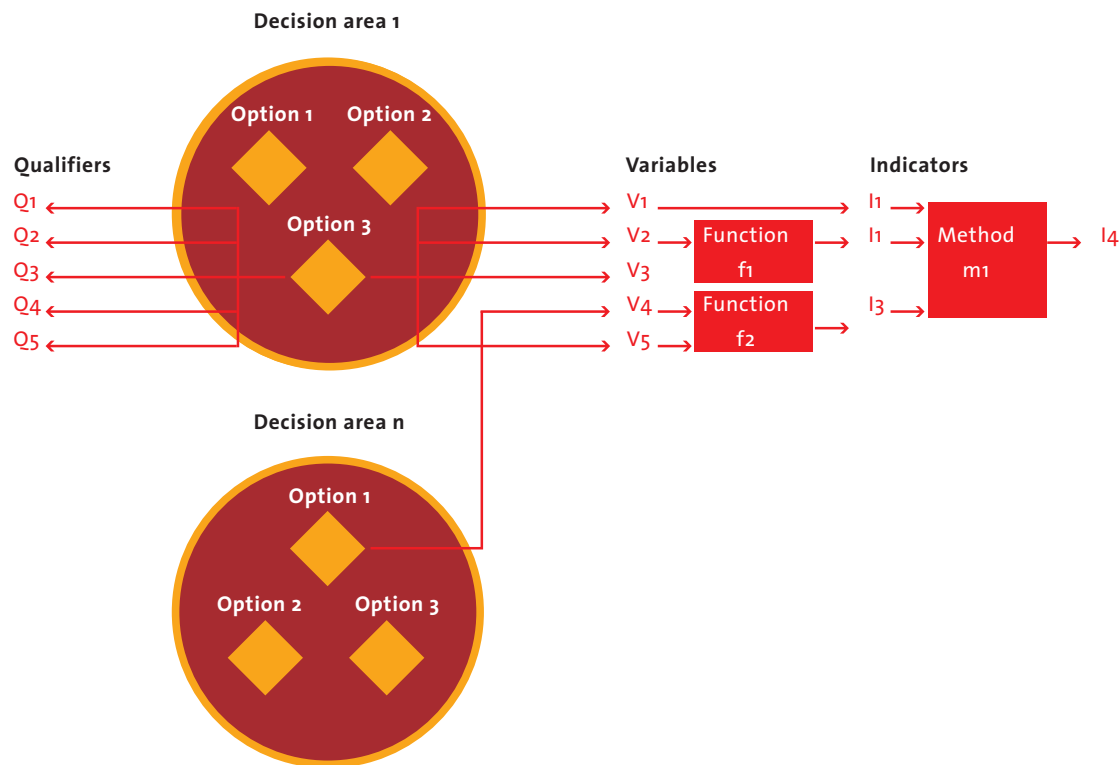 Decision area 1
Option 1 Option 2
Qualifiers
Variables
Indicators
Q1
V1
I1
Option 3
Q2
V2
Function
f1
I1
Method
m1
I4
Q3
V3
Q4
V4
Function
f2
I3
Q5
V5
Decision area n
Option 1
Option 2 Option 3